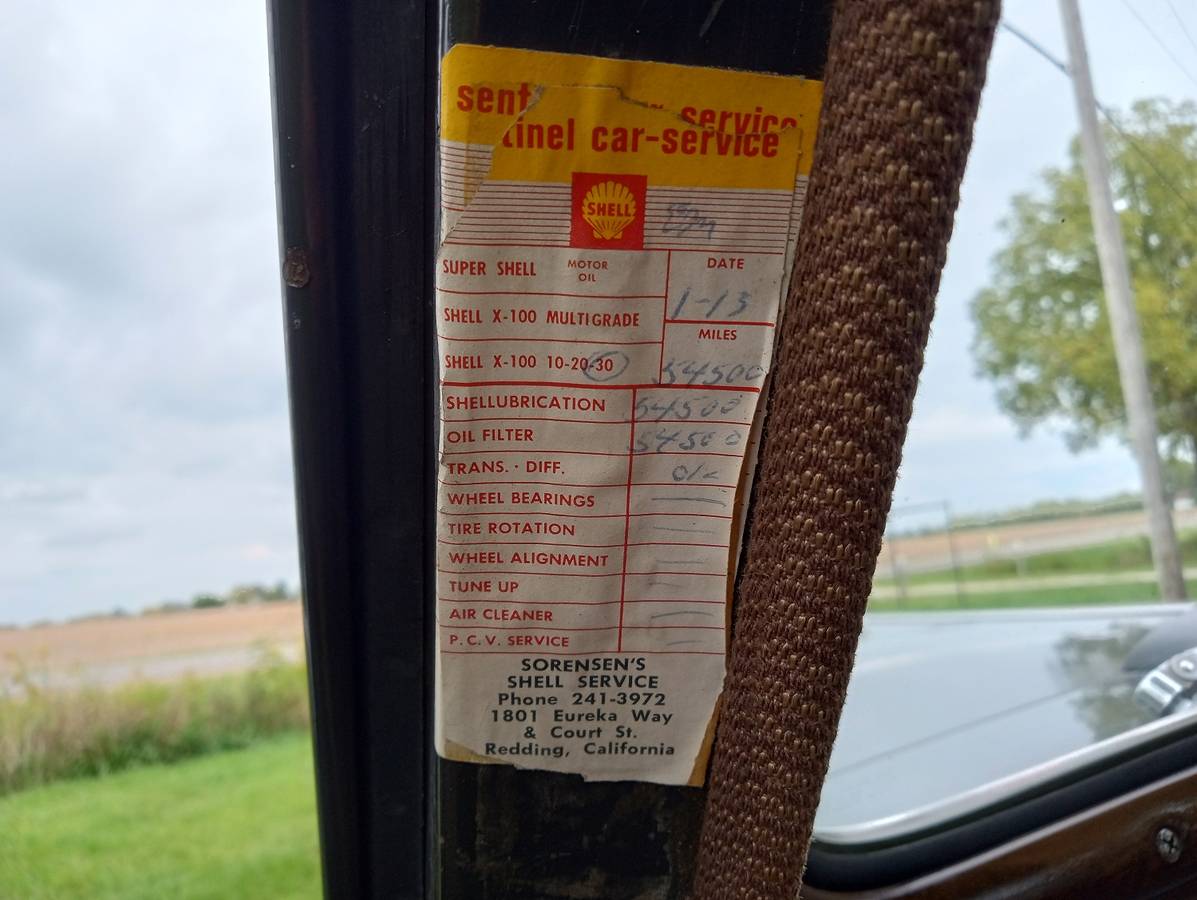 sent service
tinel car-service
SHELL
SUPER SHELL MOTOR OIL
DATE
1-13
SHELL X-100 MULTIGRADE
MILES
SHELL X-100 10-20-30
54500
SHELLUBRICATION 54500
OIL FILTER 54500
TRANS. · DIFF. O/K
WHEEL BEARINGS —
TIRE ROTATION —
WHEEL ALIGNMENT —
TUNE UP —
AIR CLEANER —
P.C.V. SERVICE —
SORENSEN'S
SHELL SERVICE
Phone 241-3972
1801 Eureka Way
& Court St.
Redding, California